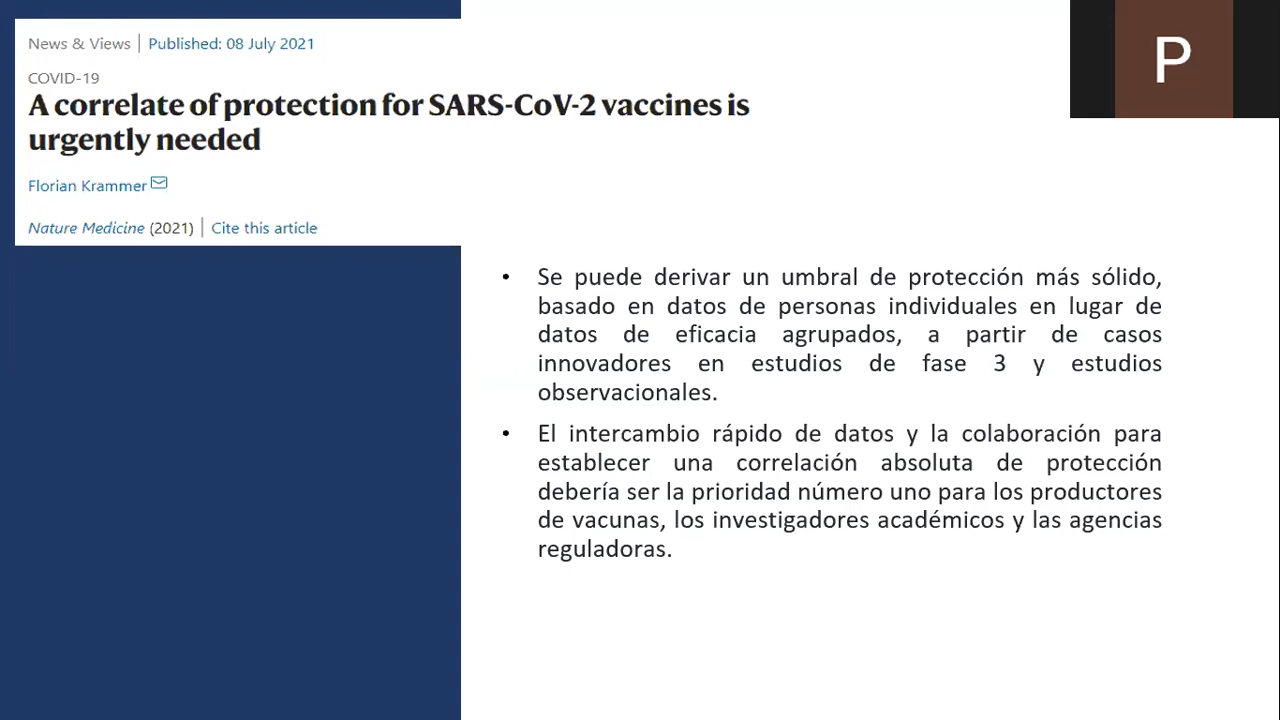 News & Views | Published: 08 July 2021
COVID-19
A correlate of protection for SARS-CoV-2 vaccines is
urgently needed
Florian Krammer
Nature Medicine (2021) | Cite this article
P
• Se puede derivar un umbral de protección más sólido,
basado en datos de personas individuales en lugar de
datos de eficacia agrupados, a partir de casos
innovadores en estudios de fase 3 y estudios
observacionales.
• El intercambio rápido de datos y la colaboración para
establecer una correlación absoluta de protección
debería ser la prioridad número uno para los productores
de vacunas, los investigadores académicos y las agencias
reguladoras.